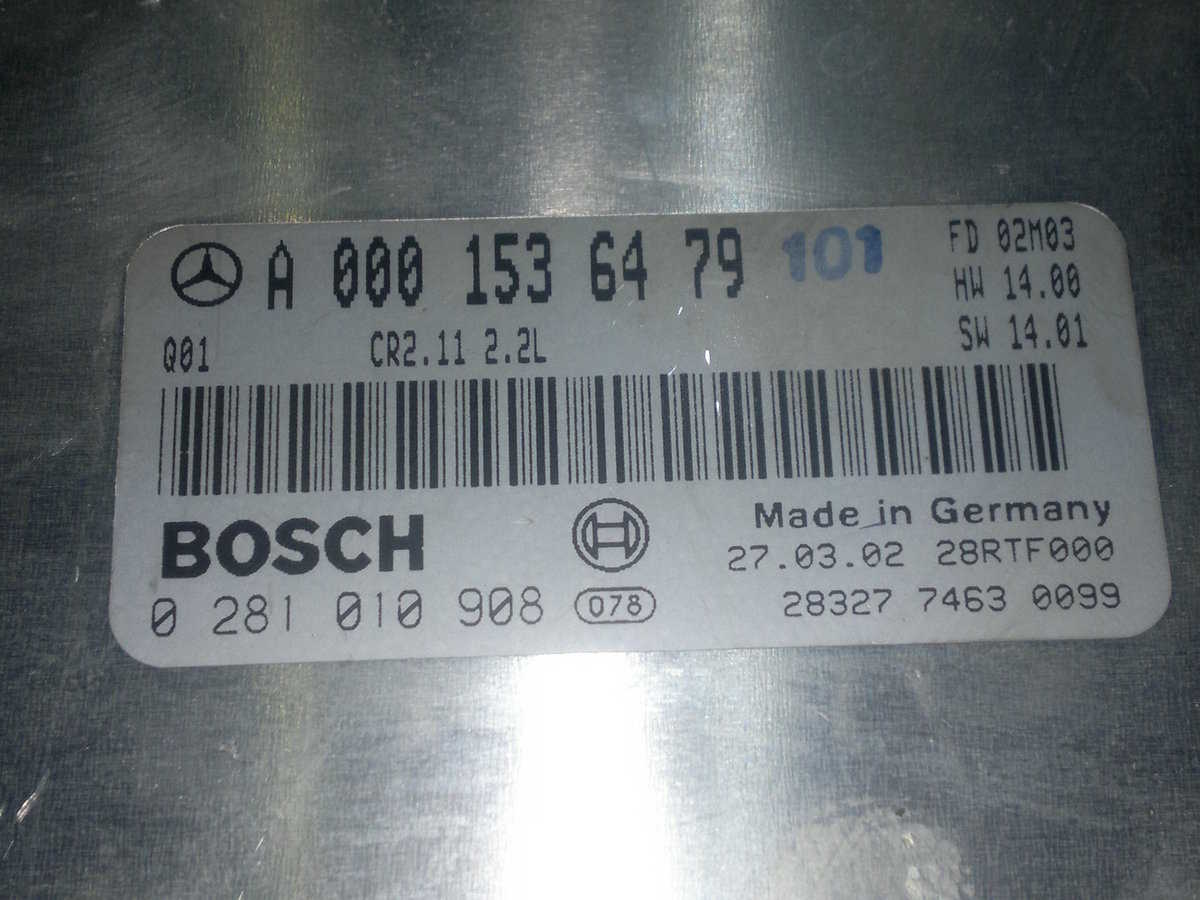 A 000 153 64 79 101 FD 02M03
HW 14.00
Q01 CR2.11 2.2L SW 14.01
BOSCH Made in Germany
27.03.02 28RTF000
0 281 010 908 078 28327 7463 0099